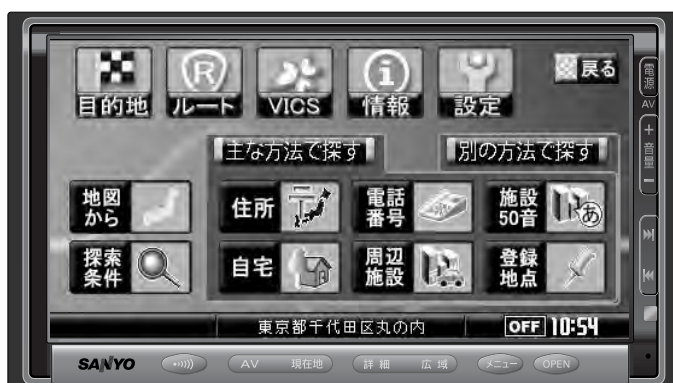 目的地 ルート VICS 情報 設定 戻る
主な方法で探す 別の方法で探す
地図から 住所 電話番号 施設50音
探索条件 自宅 周辺施設 登録地点
東京都千代田区丸の内 OFF 10:54
SANYO AV 現在地 詳細 広域 メニュー OPEN
電源
AV
+
音量
−